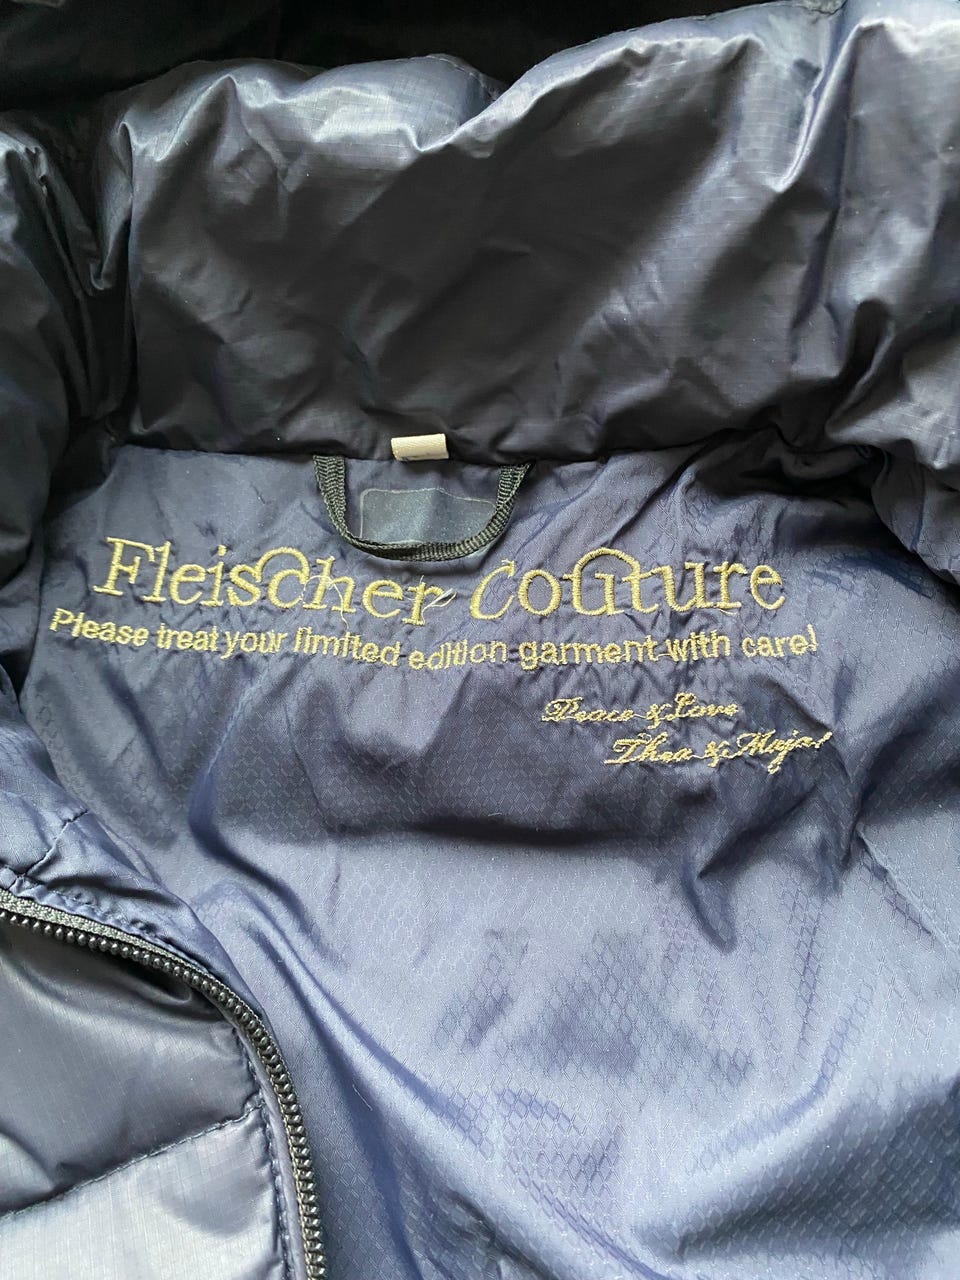 Fleischer Couture
Please treat your limited edition garment with care!
Peace & Love
Thea & Maja!